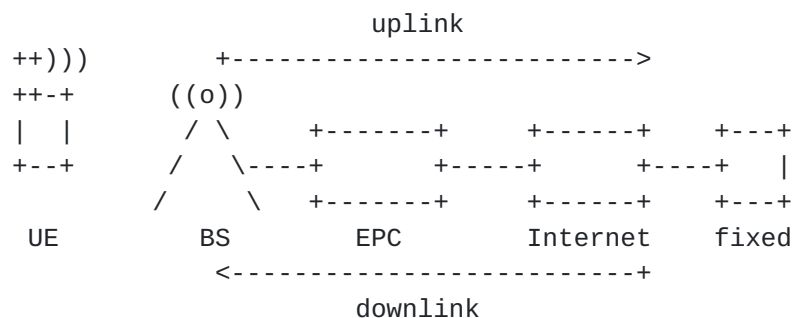 uplink
++)))          +-------------------------->
++-+        ((o))
|  |         / \      +-------+      +------+     +---+
+--+        /   \----+       +-----+      +----+   |
           /     \    +-------+      +------+     +---+
 UE           BS         EPC         Internet    fixed
               <--------------------------+
                      downlink